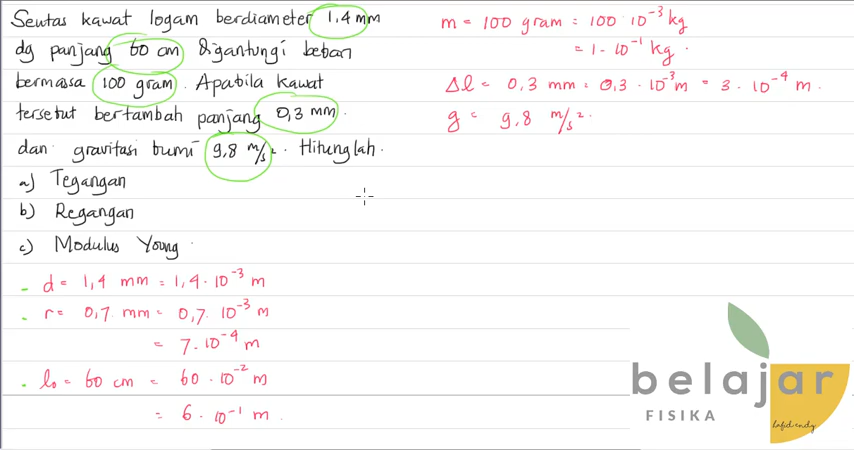 Seutas kawat logam berdiameter 1,4 mm
dg panjang 60 cm digantungi beban
bermassa 100 gram. Apabila kawat
tersebut bertambah panjang 0,3 mm.
dan gravitasi bumi 9,8 m/s². Hitunglah.
a) Tegangan
b) Regangan
c) Modulus Young.
- d = 1,4 mm = 1,4 · 10⁻³ m
- r = 0,7 mm = 0,7 · 10⁻³ m
= 7 · 10⁻⁴ m
- l₀ = 60 cm = 60 · 10⁻² m
= 6 · 10⁻¹ m.
m = 100 gram = 100 · 10⁻³ kg
= 1 · 10⁻¹ kg.
Δl = 0,3 mm = 0,3 · 10⁻³ m = 3 · 10⁻⁴ m.
g = 9,8 m/s².
belajar
FISIKA
hafid endy